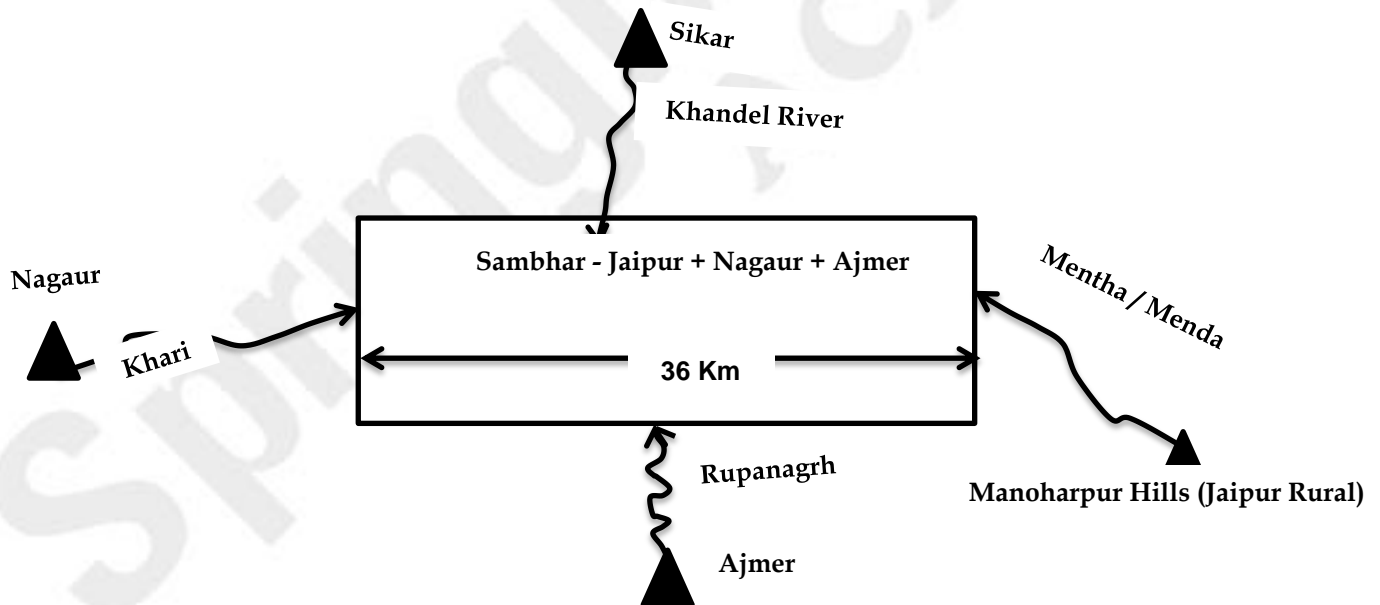 Sikar
Khandel River
Sambhar - Jaipur + Nagaur + Ajmer
Nagaur
Khari
Mentha / Menda
36 Km
Rupanagrh
Manoharpur Hills (Jaipur Rural)
Ajmer